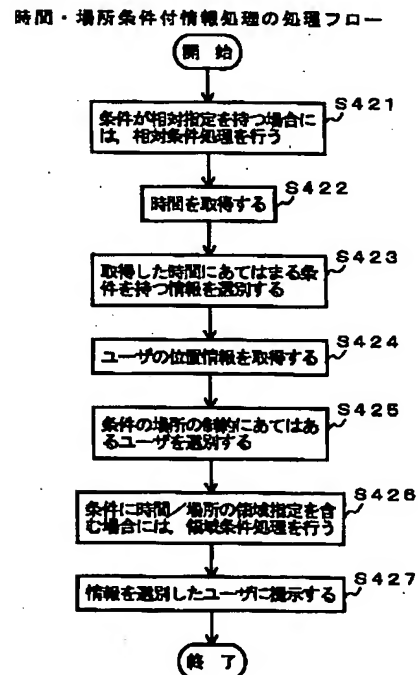 時間・場所条件付情報処理の処理フロー
開 始
S421
条件が相対指定を持つ場合に
は，相対条件処理を行う
S422
時間を取得する
S423
取得した時間にあてはまる条
件を持つ情報を選別する
S424
ユーザの位置情報を取得する
S425
条件の場所の制約にあてはあ
るユーザを選別する
S426
条件に時間／場所の領域指定を含
む場合には，領域条件処理を行う
S427
情報を選別したユーザに提示する
終 了